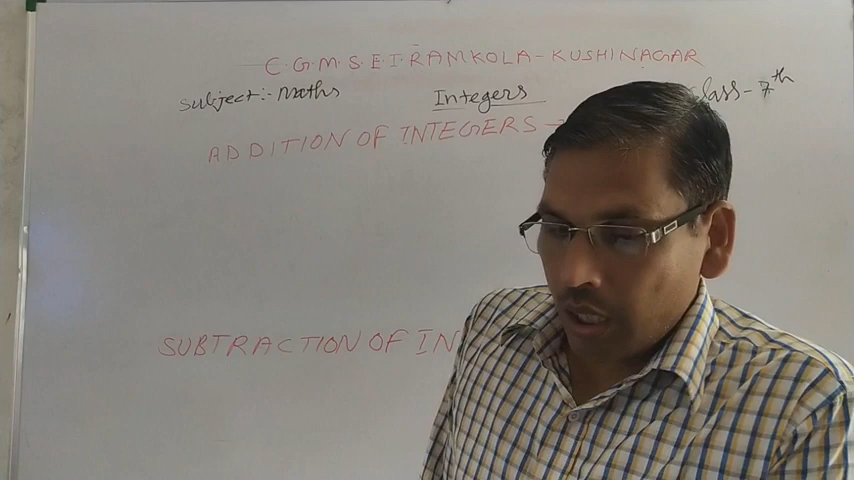 C.G.M.S.E.I. RAMKOLA-KUSHINAGAR
Subject:- Maths Integers Class-7th
ADDITION OF INTEGERS →
SUBTRACTION OF IN